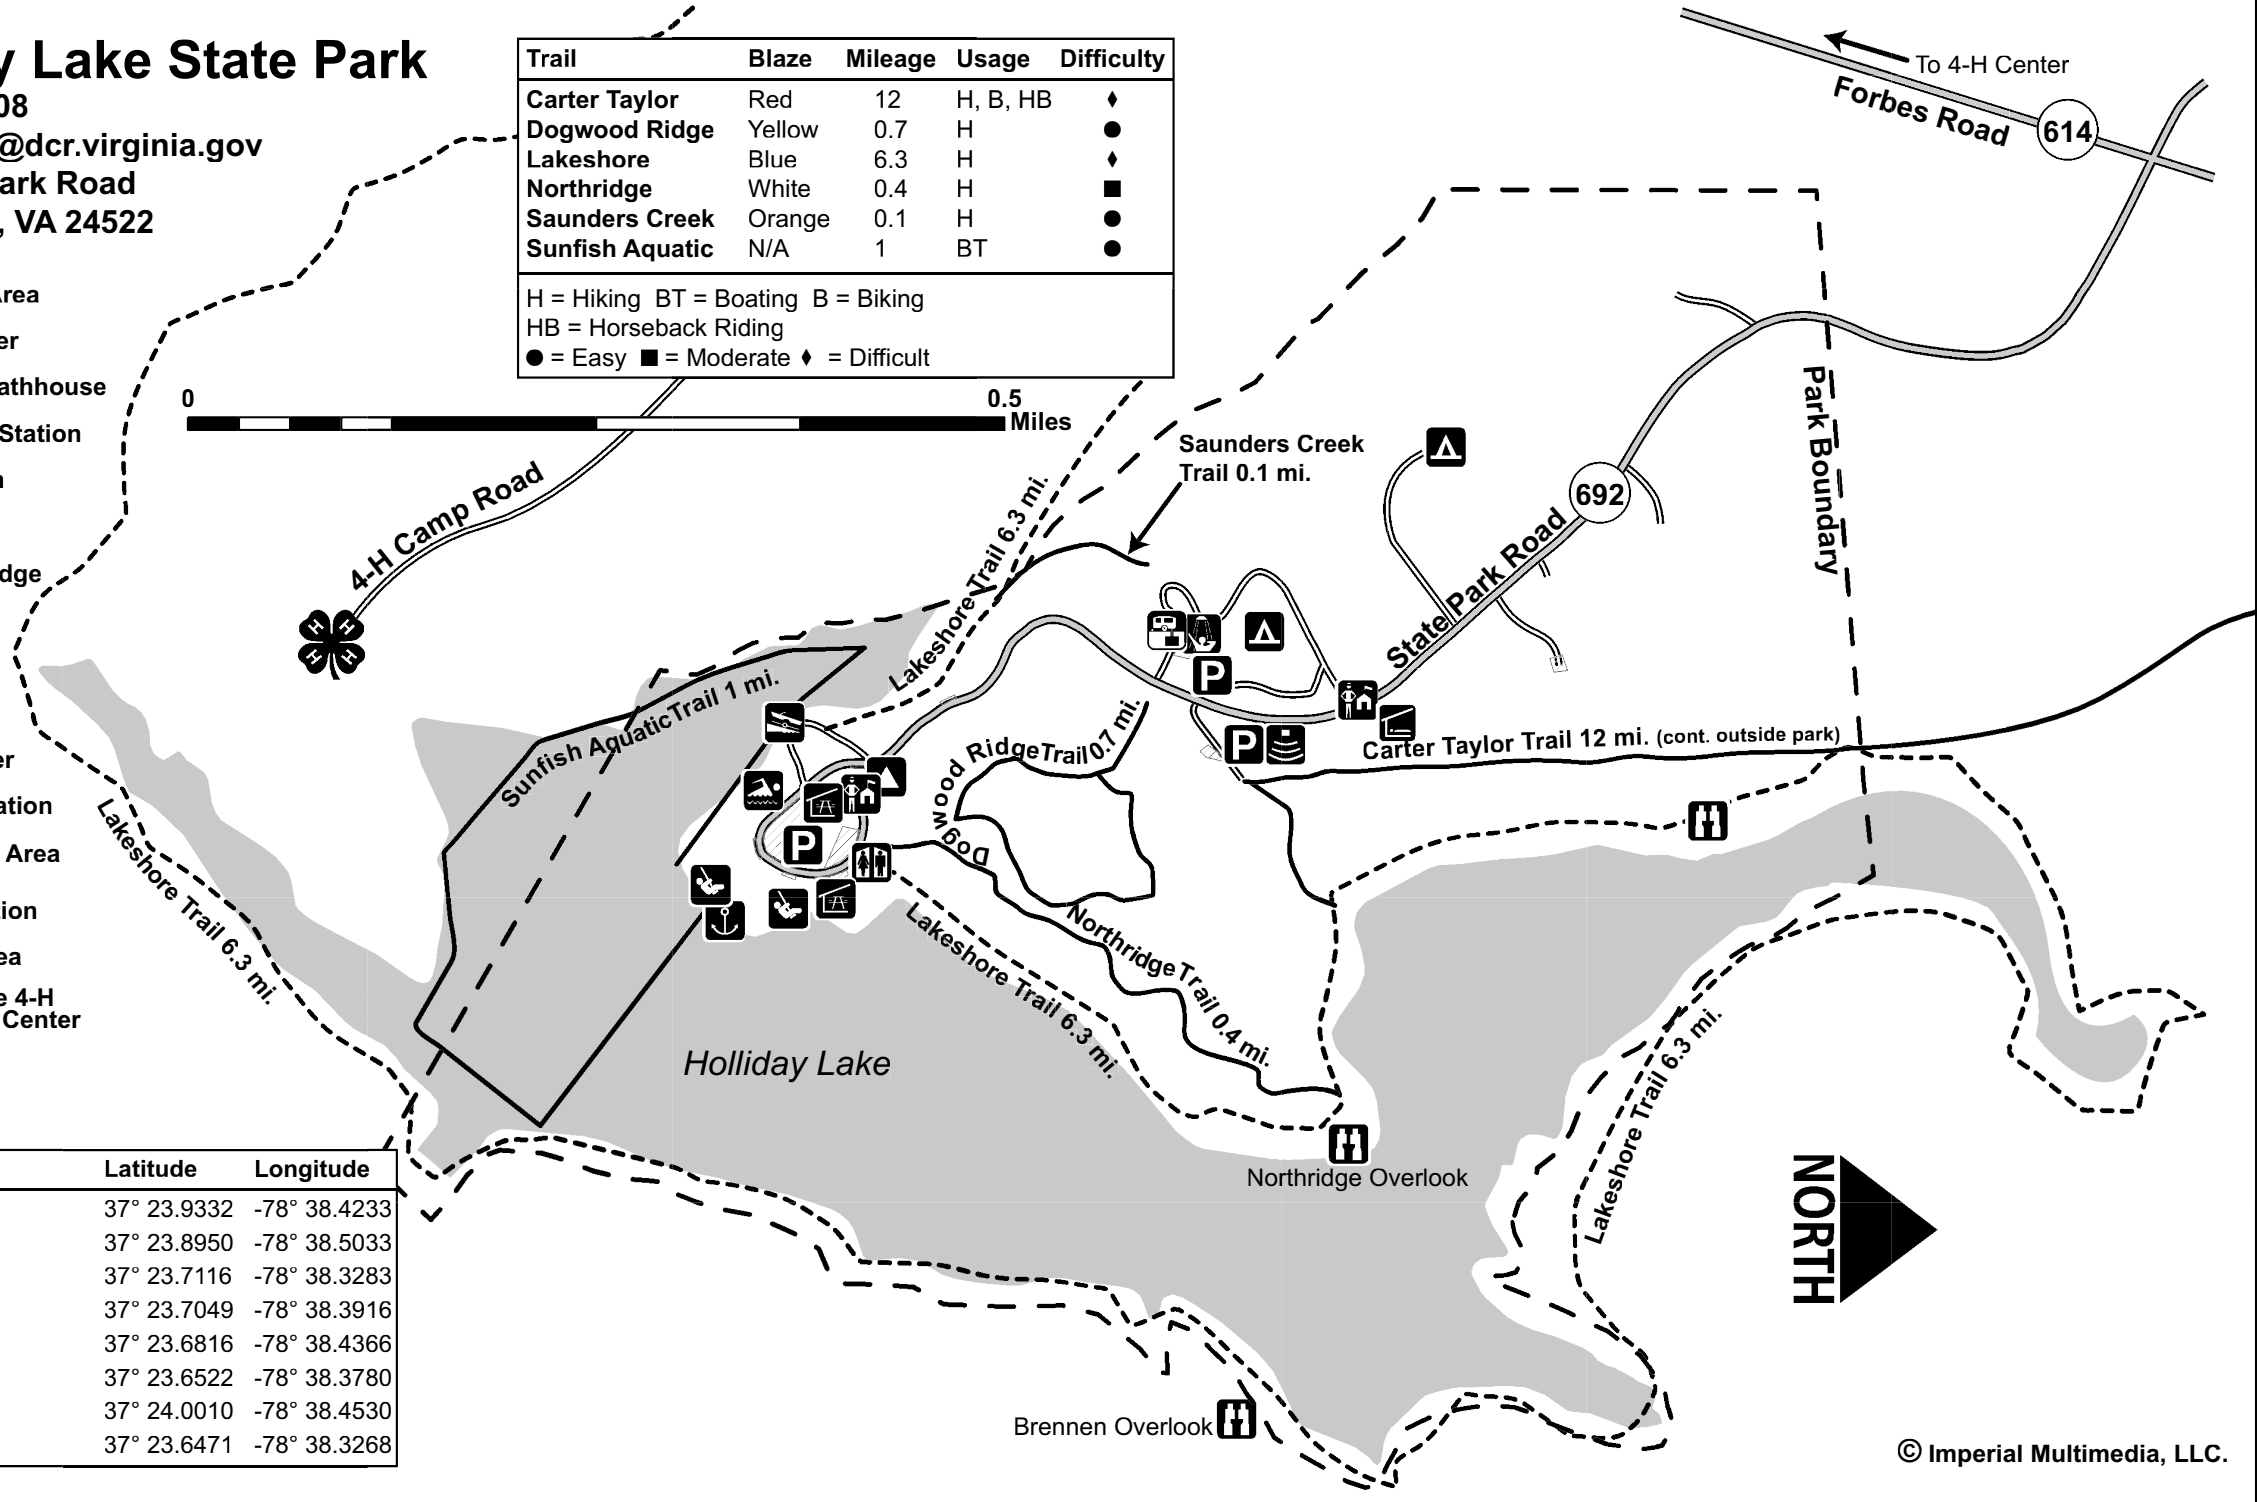 y Lake State Park
08
@dcr.virginia.gov
ark Road
, VA 24522
Area
er
athhouse
Station
n
dge
er
ation
Area
tion
ea
e 4-H
Center
Trail Blaze Mileage Usage Difficulty
Carter Taylor Red 12 H, B, HB ♦
Dogwood Ridge Yellow 0.7 H ●
Lakeshore Blue 6.3 H ♦
Northridge White 0.4 H ■
Saunders Creek Orange 0.1 H ●
Sunfish Aquatic N/A 1 BT ●
H = Hiking BT = Boating B = Biking
HB = Horseback Riding
● = Easy ■ = Moderate ♦ = Difficult
0 0.5
Miles
To 4-H Center
Forbes Road
614
Park Boundary
692
State Park Road
Saunders Creek
Trail 0.1 mi.
4-H Camp Road
H H
H H
Lakeshore Trail 6.3 mi.
Lakeshore Trail 6.3 mi.
Sunfish Aquatic Trail 1 mi.
P
P
P
Dogwood Ridge Trail 0.7 mi.
Carter Taylor Trail 12 mi. (cont. outside park)
Lakeshore Trail 6.3 mi.
Northridge Trail 0.4 mi.
Lakeshore Trail 6.3 mi.
Holliday Lake
Lakeshore Trail 6.3 mi.
Northridge Overlook
Brennen Overlook
NORTH
Latitude Longitude
37° 23.9332 -78° 38.4233
37° 23.8950 -78° 38.5033
37° 23.7116 -78° 38.3283
37° 23.7049 -78° 38.3916
37° 23.6816 -78° 38.4366
37° 23.6522 -78° 38.3780
37° 24.0010 -78° 38.4530
37° 23.6471 -78° 38.3268
© Imperial Multimedia, LLC.